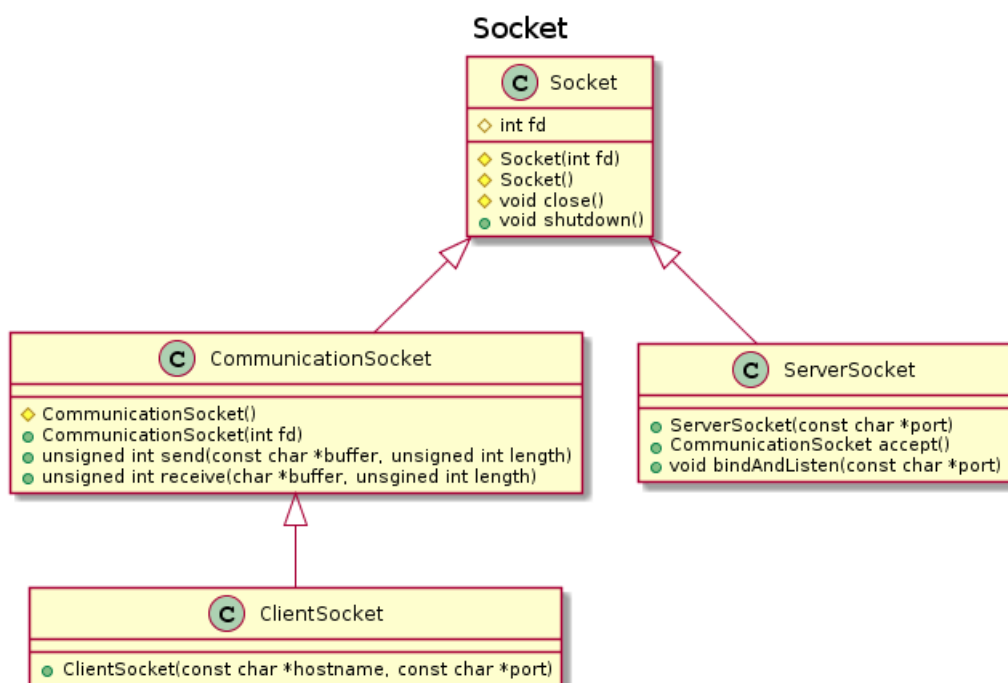 Socket
C Socket
int fd
Socket(int fd)
Socket()
void close()
void shutdown()
C CommunicationSocket
CommunicationSocket()
CommunicationSocket(int fd)
unsigned int send(const char *buffer, unsigned int length)
unsigned int receive(char *buffer, unsgined int length)
C ServerSocket
ServerSocket(const char *port)
CommunicationSocket accept()
void bindAndListen(const char *port)
C ClientSocket
ClientSocket(const char *hostname, const char *port)